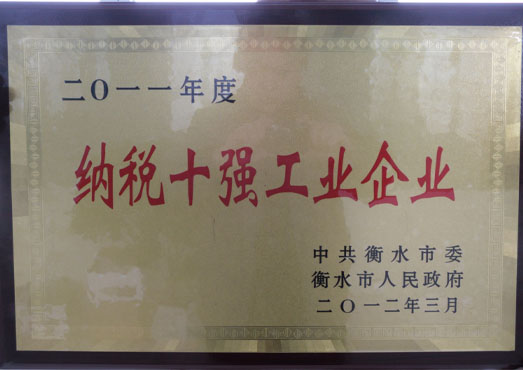 二〇一一年度
纳税十强工业企业
中共衡水市委
衡水市人民政府
二〇一二年三月